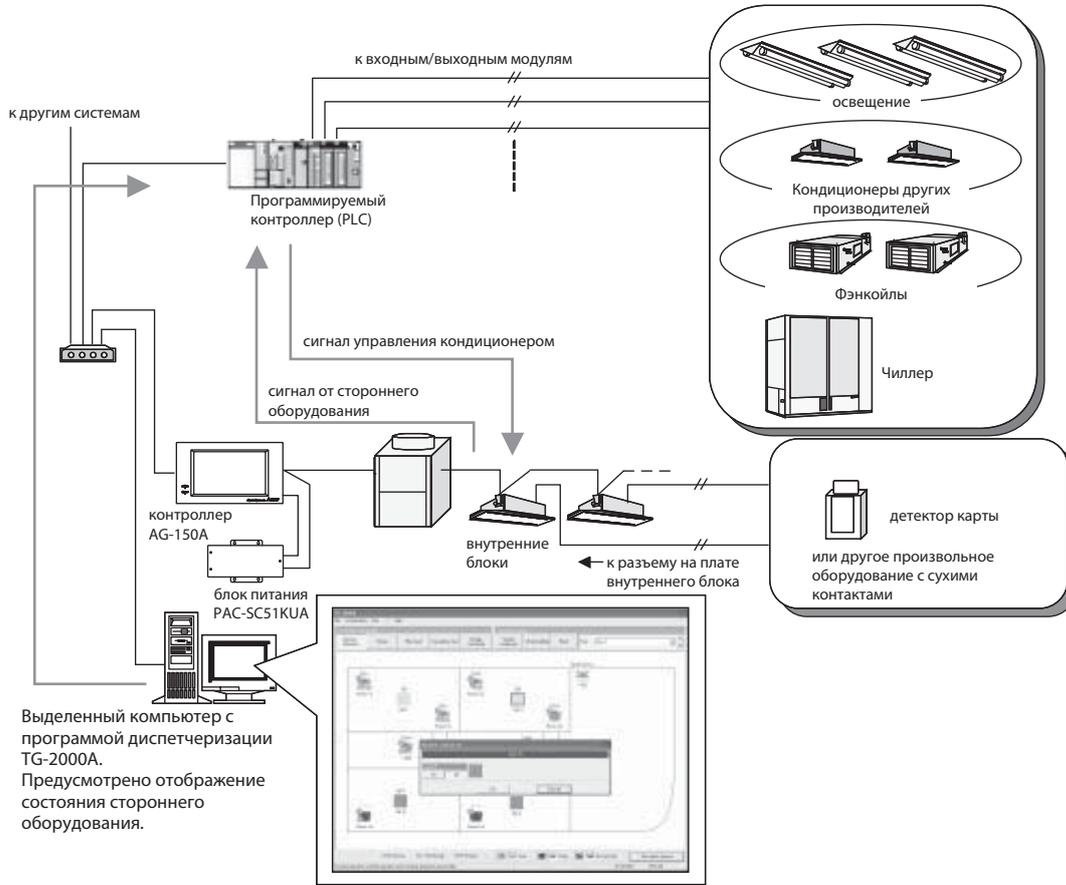 к входным/выходным модулям
к другим системам
освещение
Программируемый
контроллер (PLC)
Кондиционеры других
производителей
Фэнкойлы
сигнал управления кондиционером
Чиллер
сигнал от стороннего
оборудования
контроллер
AG-150A
внутренние
блоки
к разъему на плате
внутреннего блока
детектор карты
или другое произвольное
оборудование с сухими
контактами
блок питания
PAC-SC51KUA
Выделенный компьютер с
программой диспетчеризации
TG-2000A.
Предусмотрено отображение
состояния стороннего
оборудования.